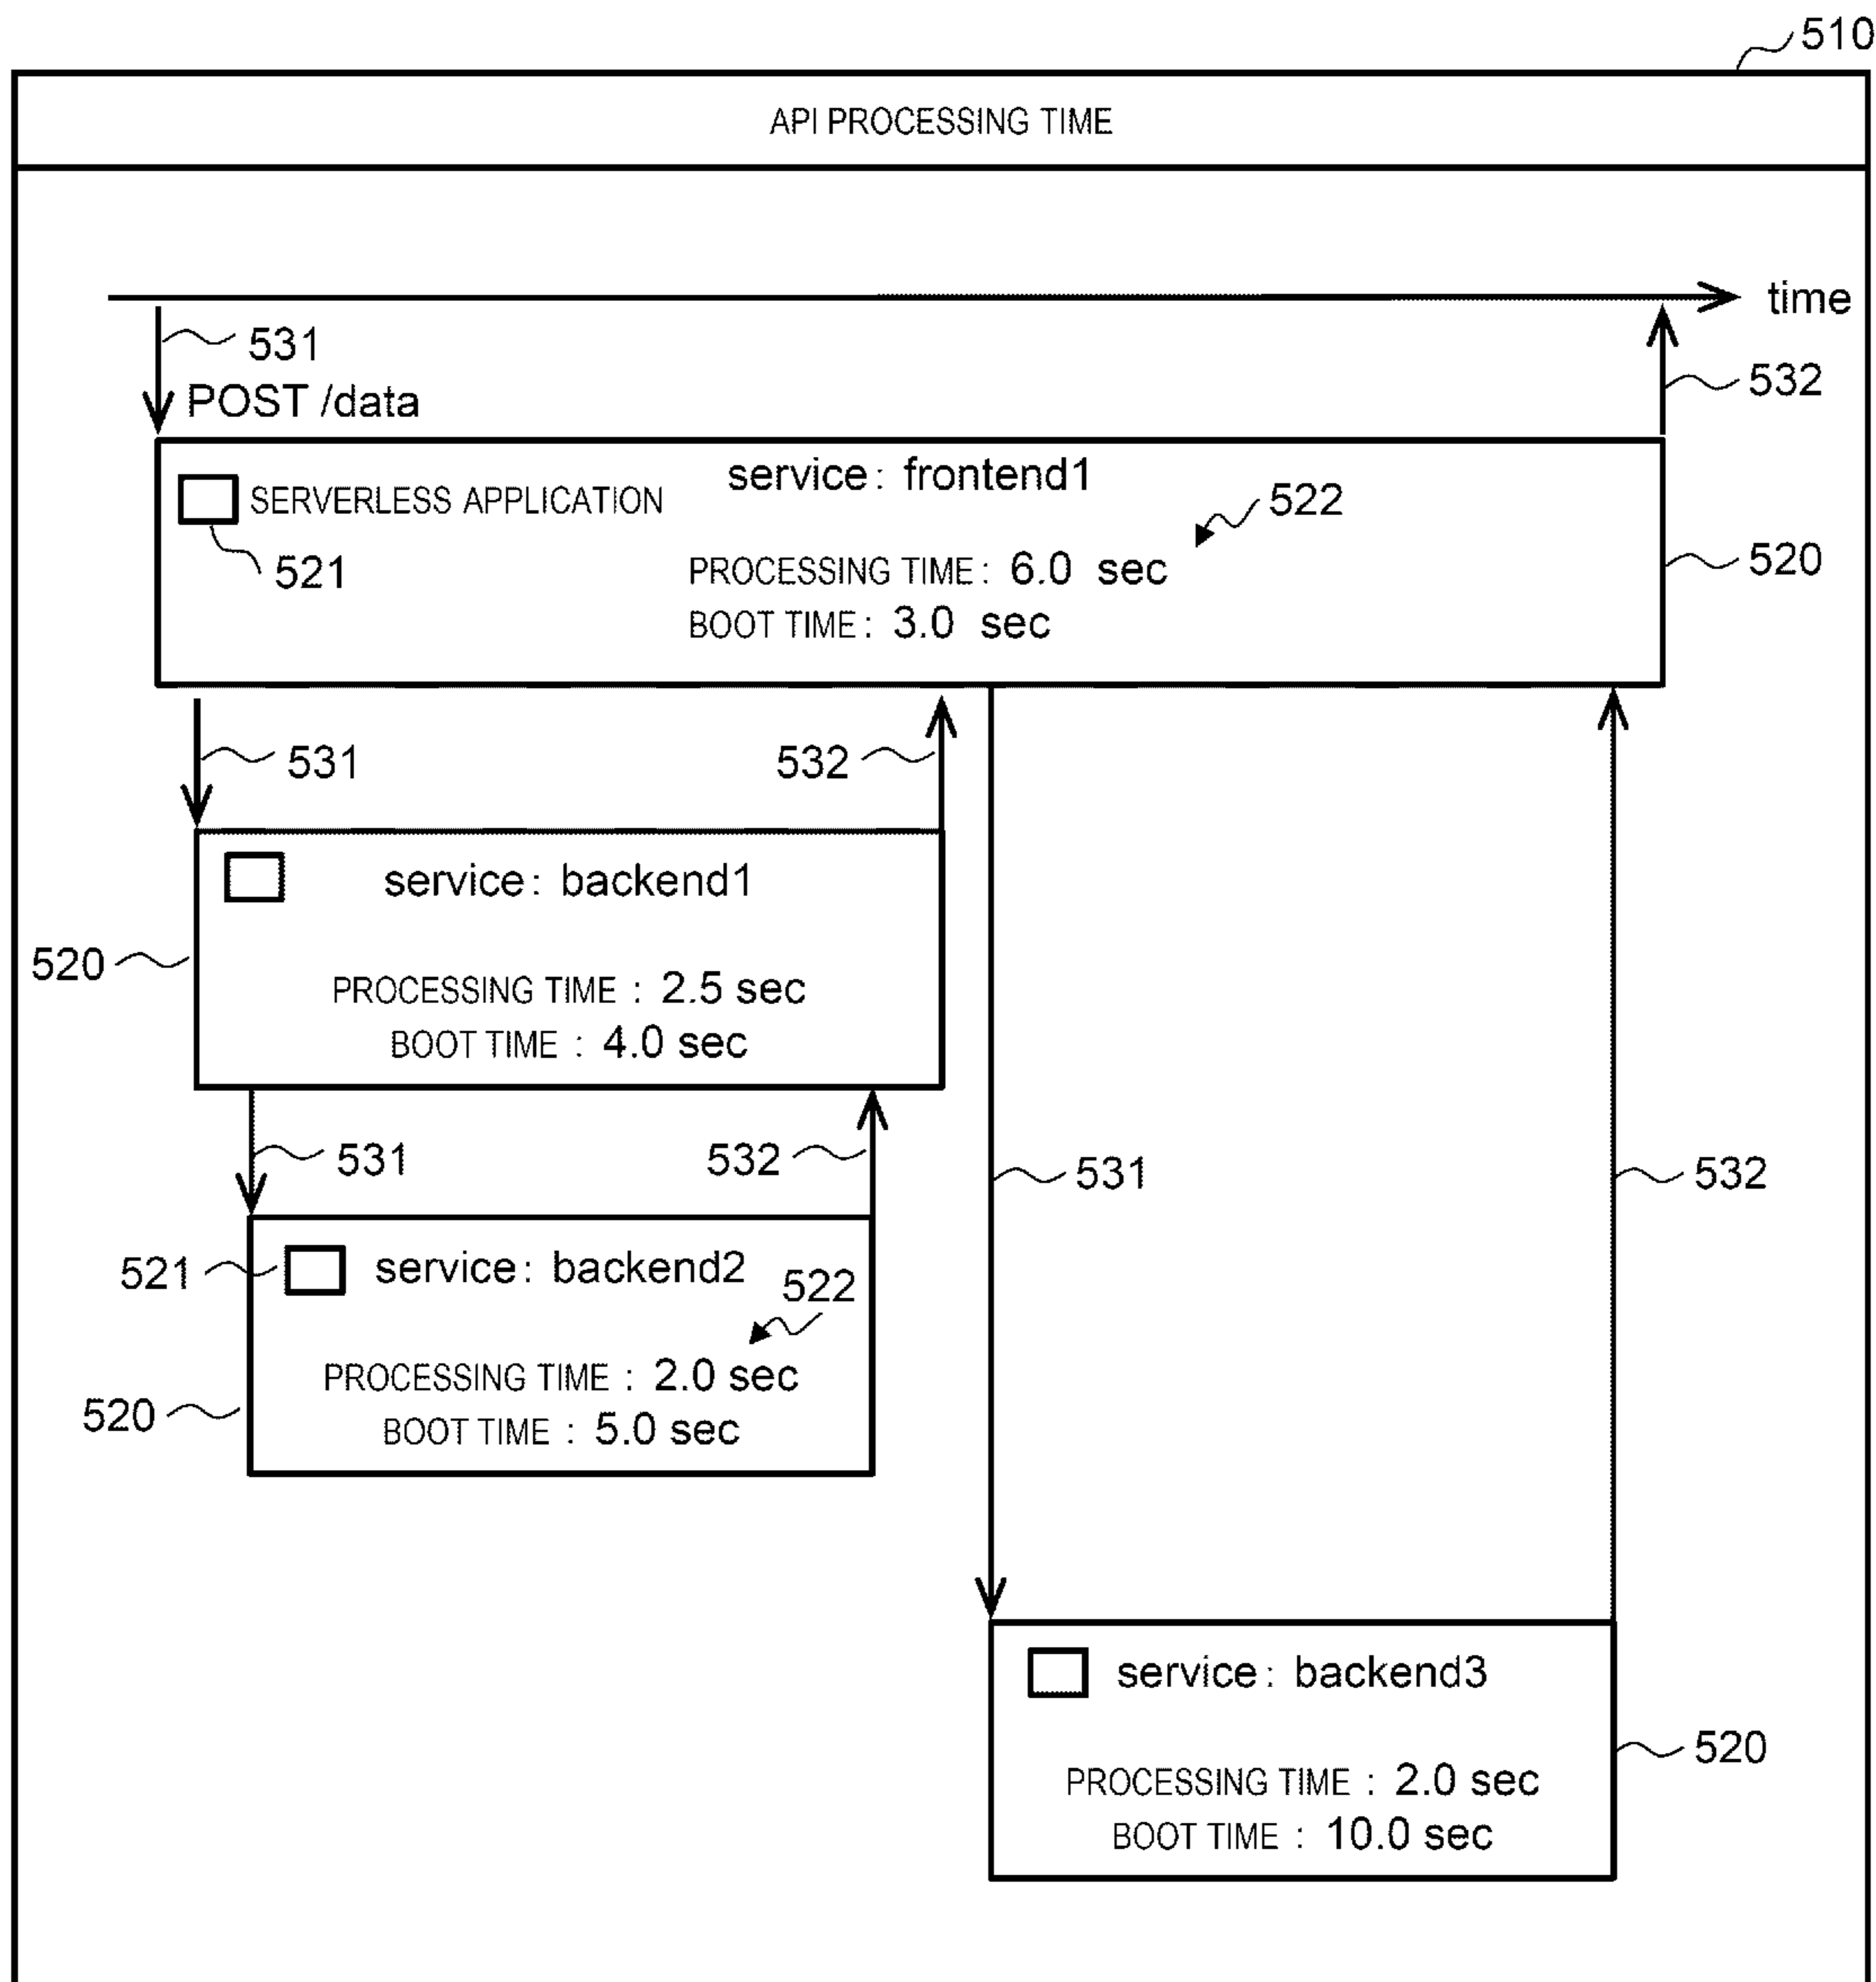 510
API PROCESSING TIME
time
531
532
POST /data
service: frontend1
SERVERLESS APPLICATION
522
521
PROCESSING TIME: 6.0 sec
520
BOOT TIME: 3.0 sec
531
532
service: backend1
520
PROCESSING TIME : 2.5 sec
BOOT TIME : 4.0 sec
531
532
531
532
521
service: backend2
522
PROCESSING TIME : 2.0 sec
520
BOOT TIME : 5.0 sec
service: backend3
520
PROCESSING TIME : 2.0 sec
BOOT TIME : 10.0 sec